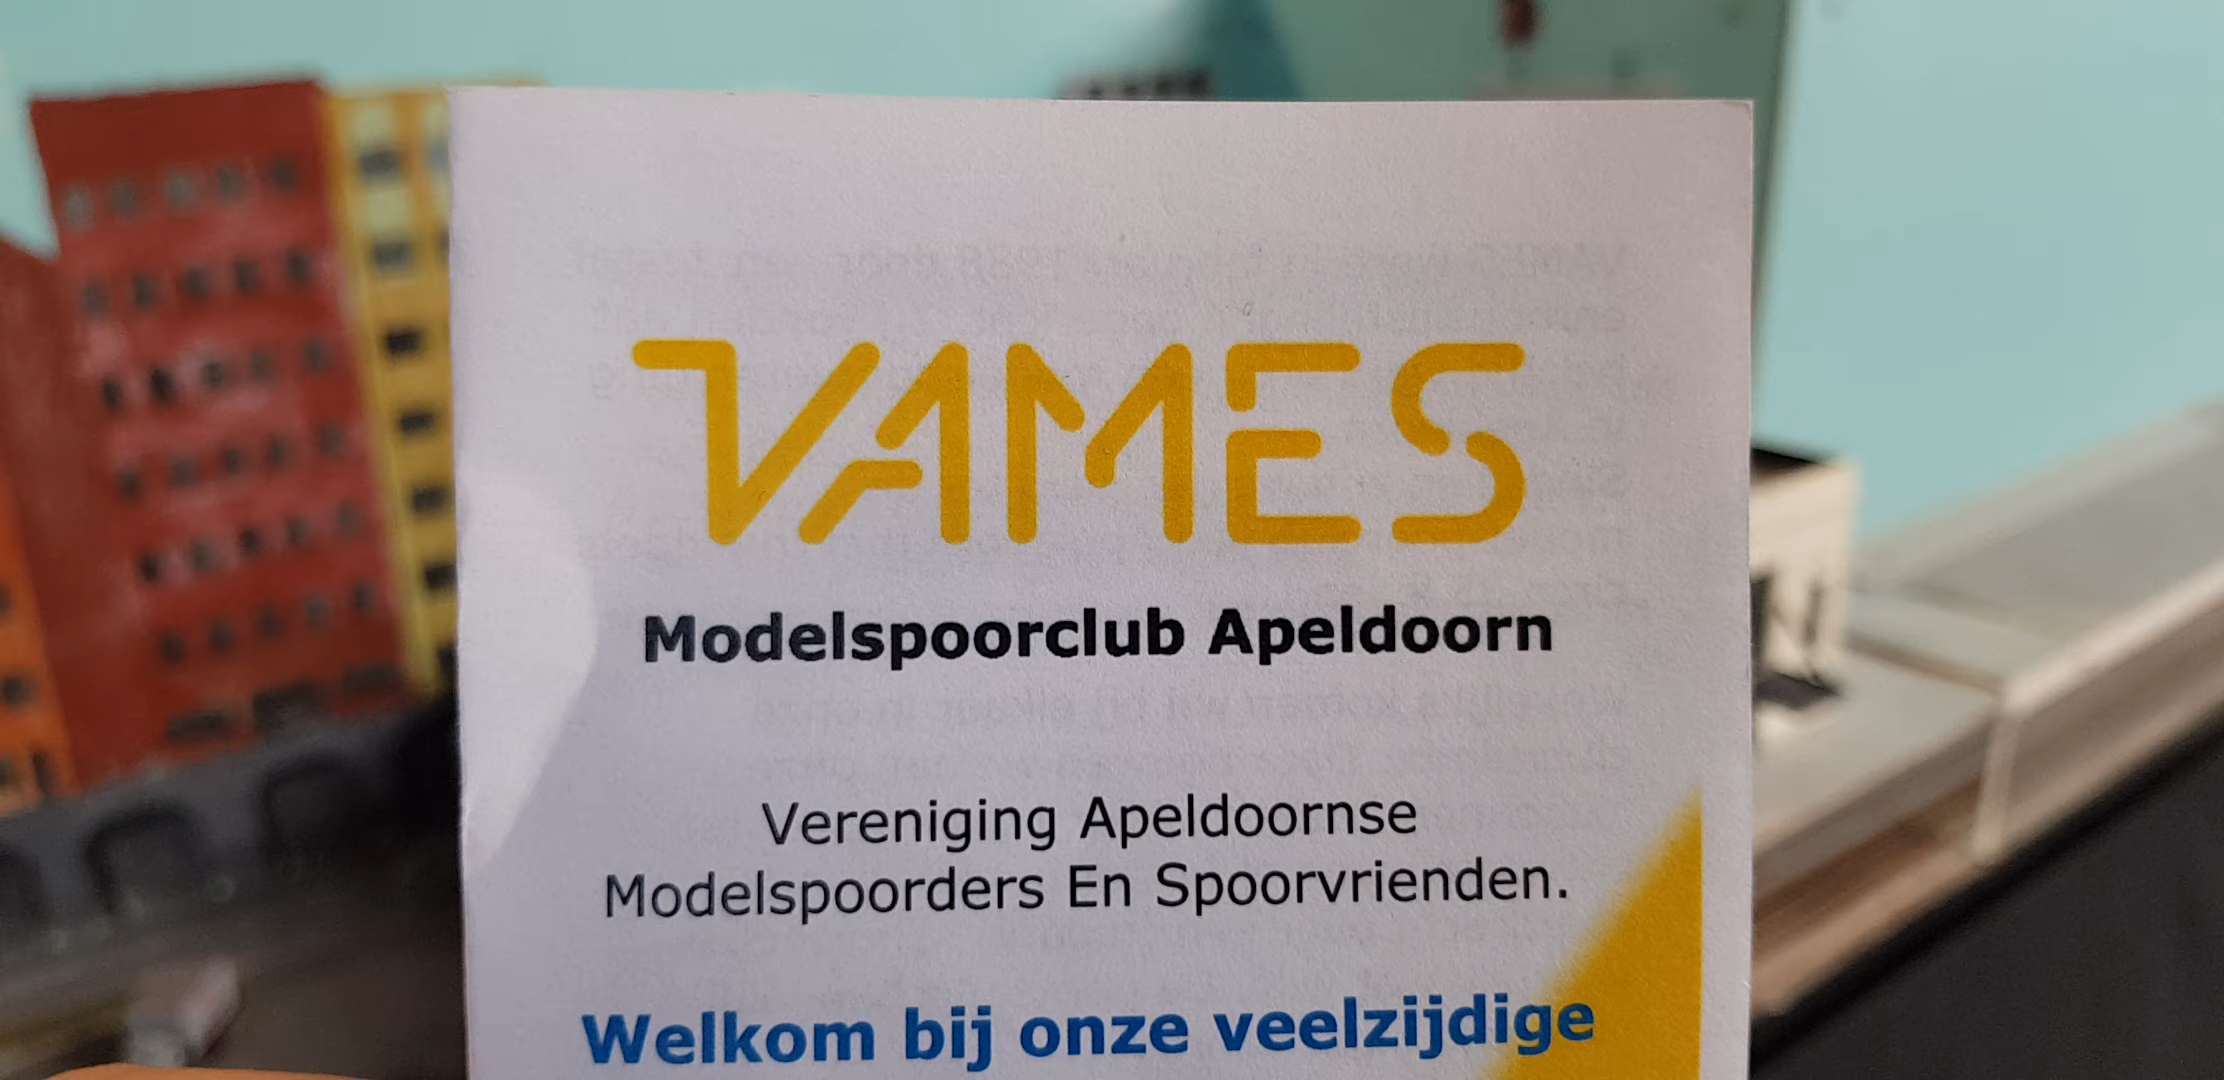 VAMES
Modelspoorclub Apeldoorn
Vereniging Apeldoornse
Modelspoorders En Spoorvrienden.
Welkom bij onze veelzijdige